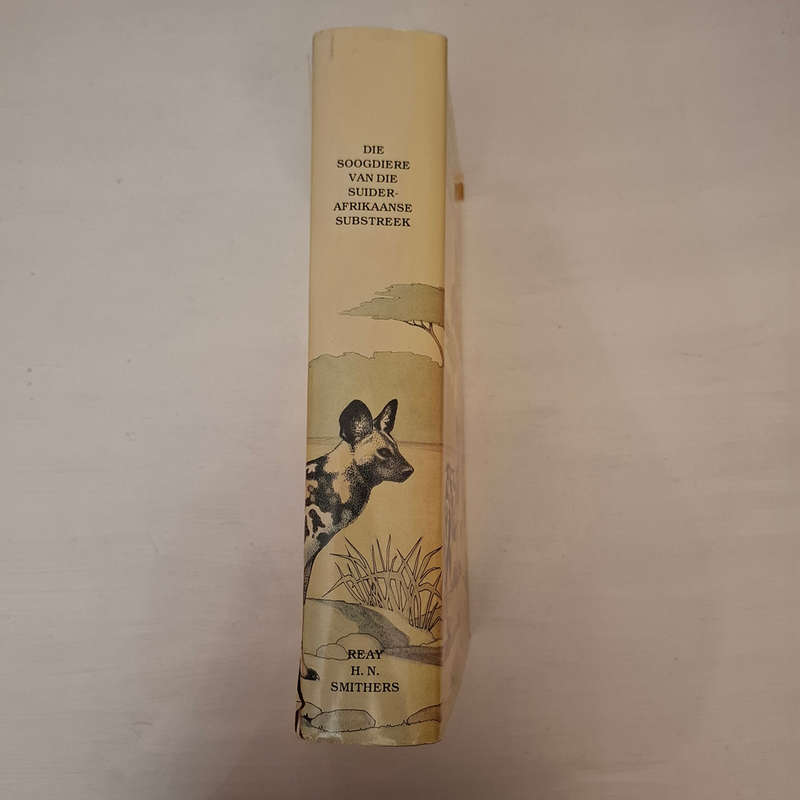 DIE
SOOGDIERE
VAN DIE
SUIDER-
AFRIKAANSE
SUBSTREEK
REAY
H. N.
SMITHERS